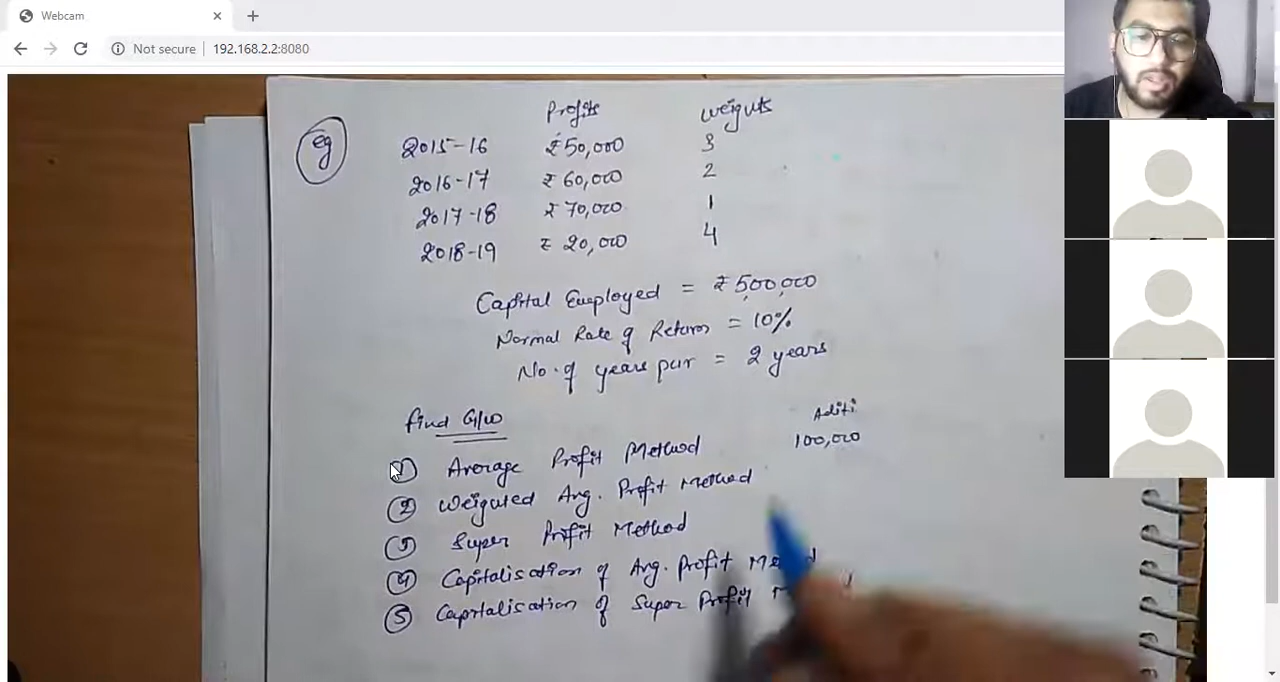 Webcam
Not secure 192.168.2.2:8080
Profits weights
eg 2015-16 ₹50,000 3
2016-17 ₹ 60,000 2
2017-18 ₹ 70,000 1
2018-19 ₹ 20,000 4
Capital Employed = ₹ 5,00,000
Normal Rate of Return = 10%
No. of years pur = 2 years
find G/W
Aditi
① Average Profit Method 100,000
② Weighted Avg. Profit Method
③ Super Profit Method
④ Capitalisation of Avg. Profit
⑤ Capitalisation of Super Profit